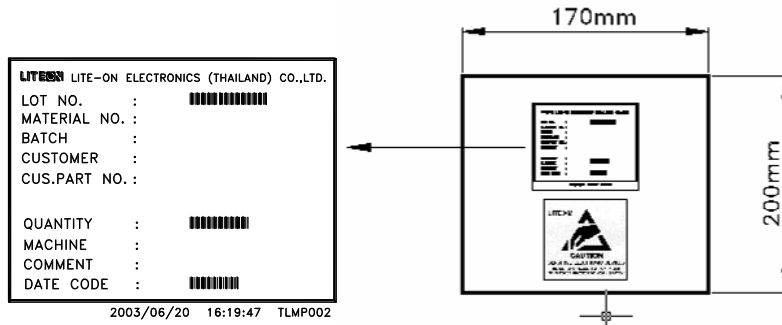 LITEON LITE-ON ELECTRONICS (THAILAND) CO.,LTD.
LOT NO. :
MATERIAL NO. :
BATCH :
CUSTOMER :
CUS.PART NO. :
QUANTITY :
MACHINE :
COMMENT :
DATE CODE :
2003/06/20 16:19:47 TLMP002
170mm
200mm
LITEON
CAUTION